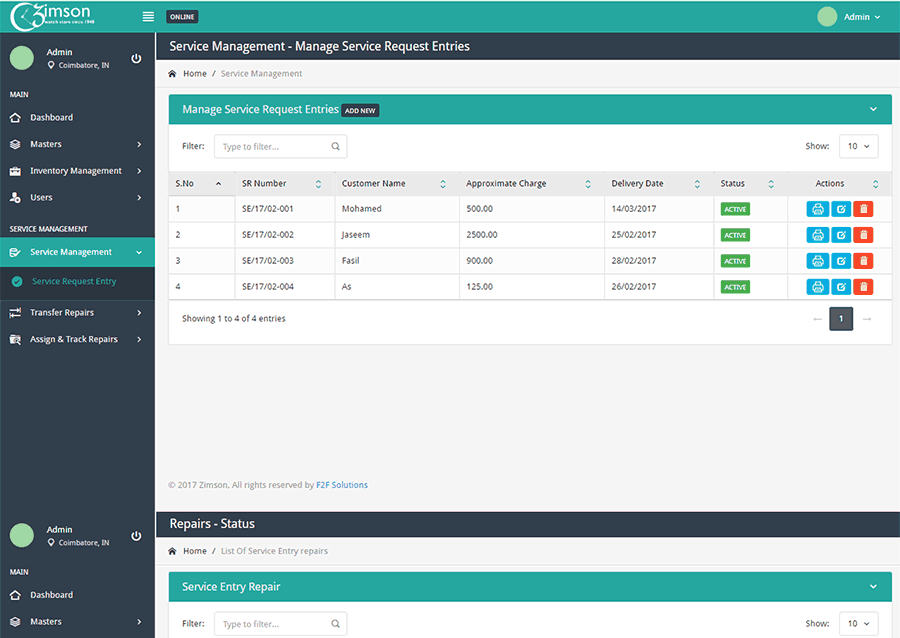 Zimson
watch store since 1948
ONLINE
Admin
Admin
Coimbatore, IN
MAIN
Dashboard
Masters
Inventory Management
Users
SERVICE MANAGEMENT
Service Management
Service Request Entry
Transfer Repairs
Assign & Track Repairs
Service Management - Manage Service Request Entries
Home / Service Management
Manage Service Request Entries ADD NEW
Filter: Type to filter... Show: 10
S.No SR Number Customer Name Approximate Charge Delivery Date Status Actions
1 SE/17/02-001 Mohamed 500.00 14/03/2017 ACTIVE
2 SE/17/02-002 Jaseem 2500.00 25/02/2017 ACTIVE
3 SE/17/02-003 Fasil 900.00 28/02/2017 ACTIVE
4 SE/17/02-004 As 125.00 26/02/2017 ACTIVE
Showing 1 to 4 of 4 entries ← 1 →
© 2017 Zimson. All rights reserved by F2F Solutions
Admin
Coimbatore, IN
MAIN
Dashboard
Masters
Repairs - Status
Home / List Of Service Entry repairs
Service Entry Repair
Filter: Type to filter... Show: 10